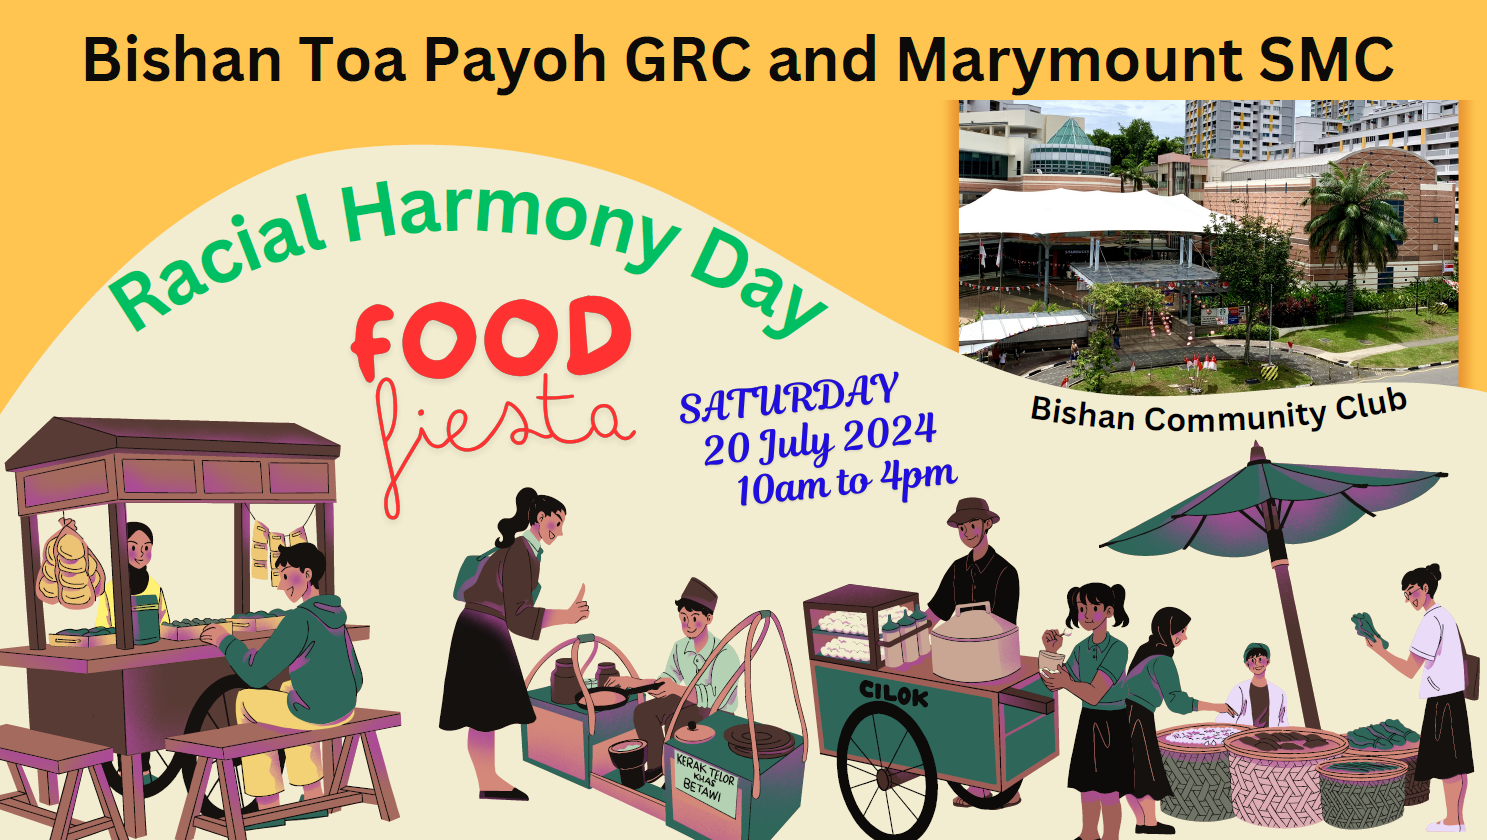 Bishan Toa Payoh GRC and Marymount SMC
Racial Harmony Day
FOOD
fiesta
SATURDAY
20 July 2024
10am to 4pm
Bishan Community Club
CILOK
KERAK TELOR
KHAS
BETAWI